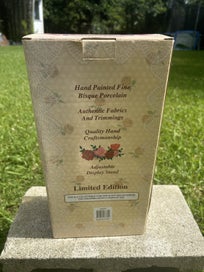 Hand Painted Fine
Bisque Porcelain
Authentic Fabrics
And Trimmings
Quality Hand
Craftsmanship
Adjustable
Display Stand
Limited Edition